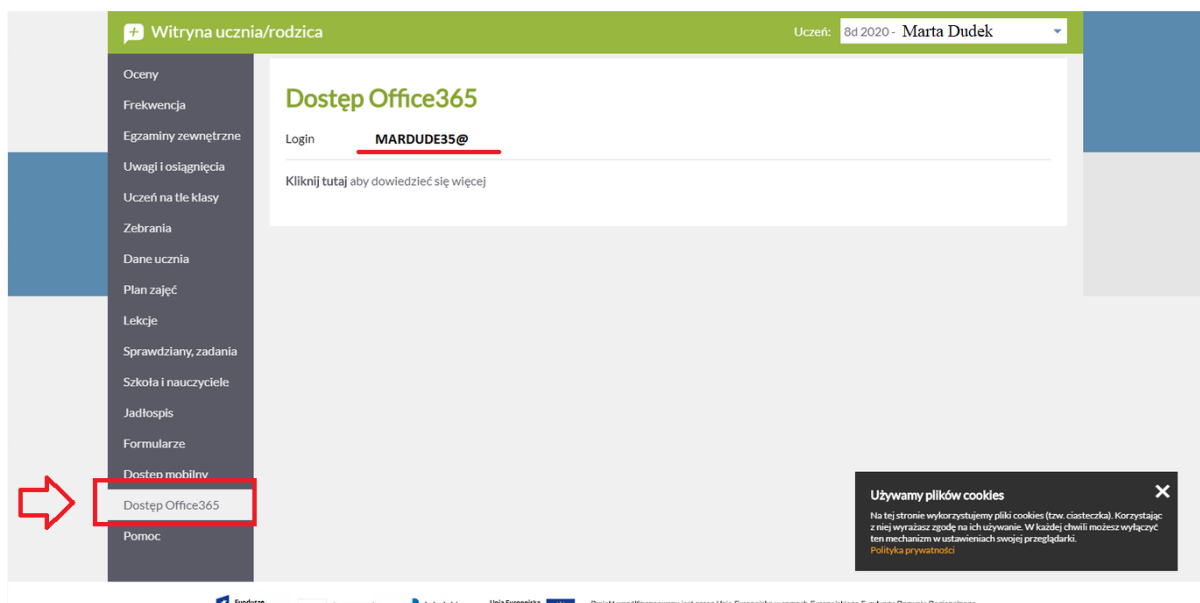 Witryna ucznia/rodzica
Uczeń: 8d 2020 - Marta Dudek
Oceny
Frekwencja
Egzaminy zewnętrzne
Uwagi i osiągnięcia
Uczeń na tle klasy
Zebrania
Dane ucznia
Plan zajęć
Lekcje
Sprawdziany, zadania
Szkoła i nauczyciele
Jadłospis
Formularze
Dostęp mobilny
Dostęp Office365
Pomoc
Dostęp Office365
Login MARDUDE35@
Kliknij tutaj aby dowiedzieć się więcej
Używamy plików cookies
Na tej stronie wykorzystujemy pliki cookies (tzw. ciasteczka). Korzystając
z niej wyrażasz zgodę na ich używanie. W każdej chwili możesz wyłączyć
ten mechanizm w ustawieniach swojej przeglądarki.
Polityka prywatności
Fundusze
Unia Europejska